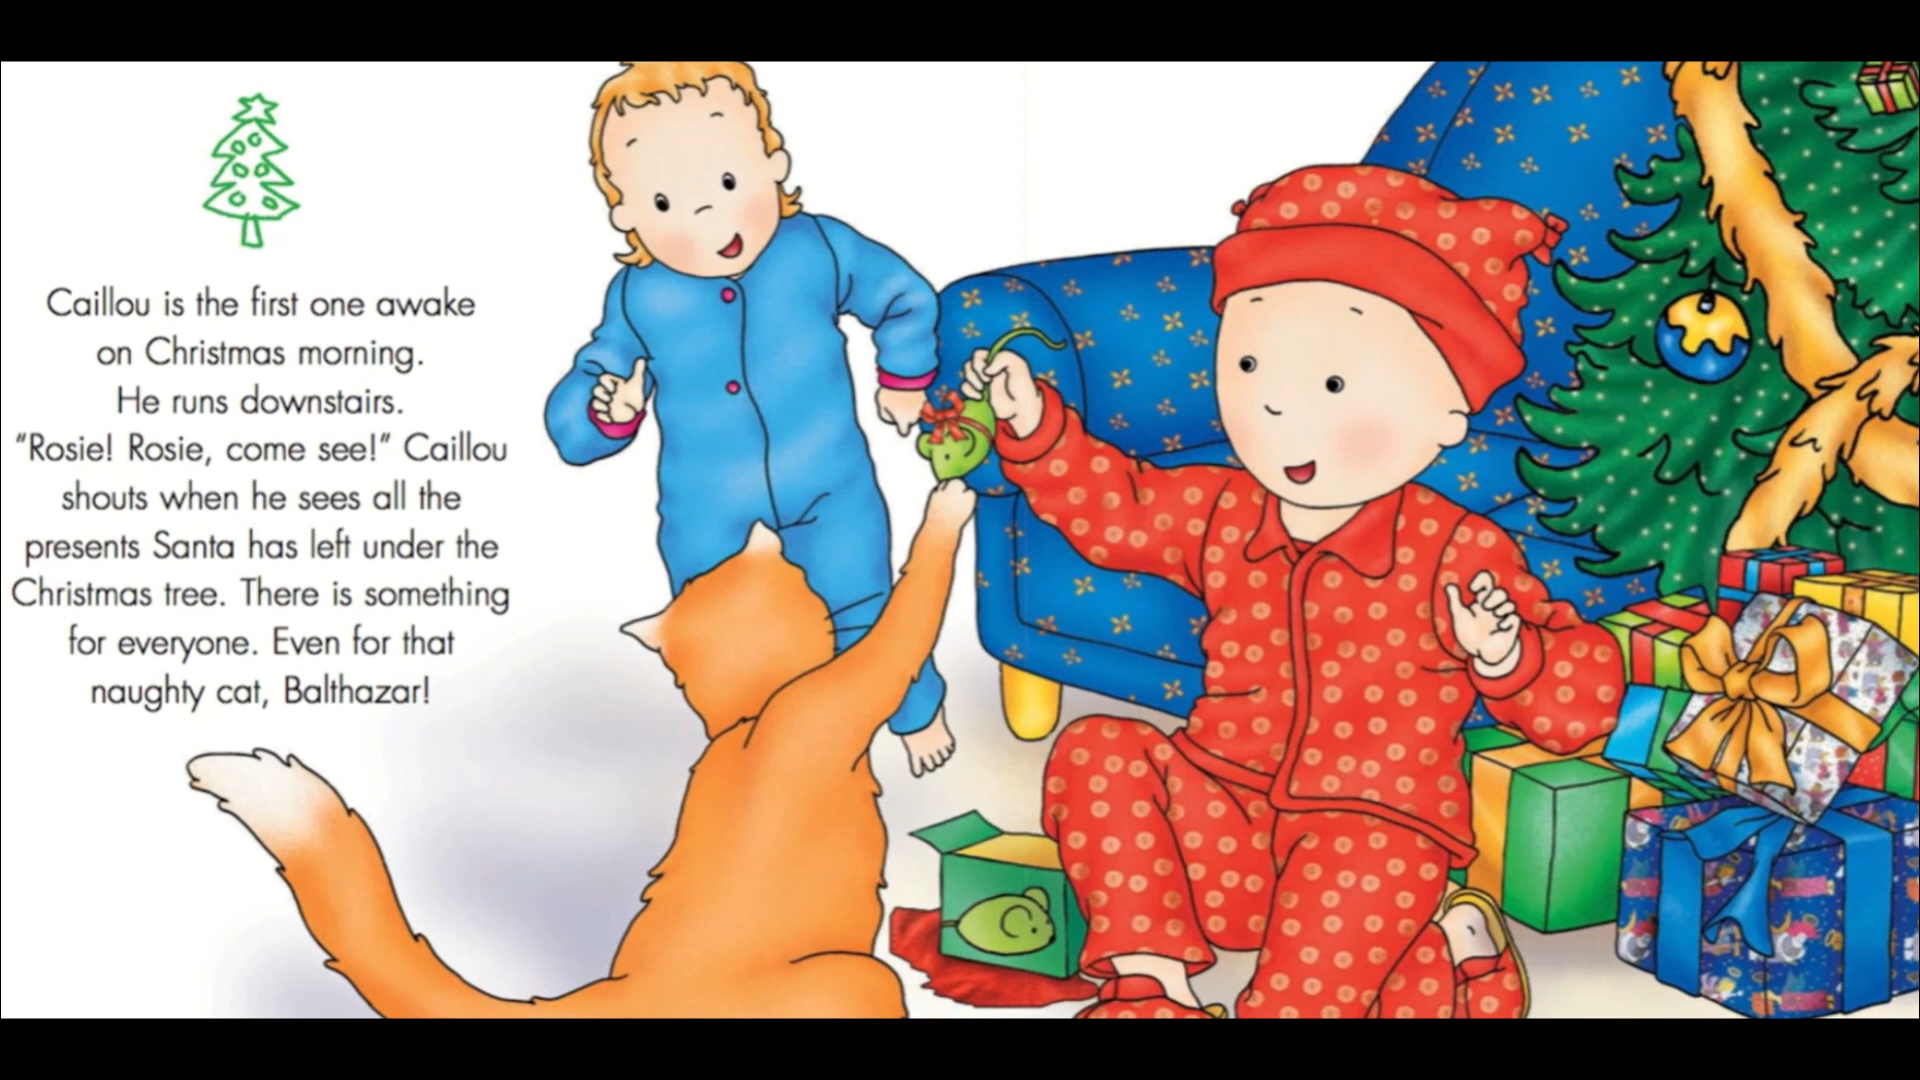 Caillou is the first one awake
on Christmas morning.
He runs downstairs.
“Rosie! Rosie, come see!” Caillou
shouts when he sees all the
presents Santa has left under the
Christmas tree. There is something
for everyone. Even for that
naughty cat, Balthazar!